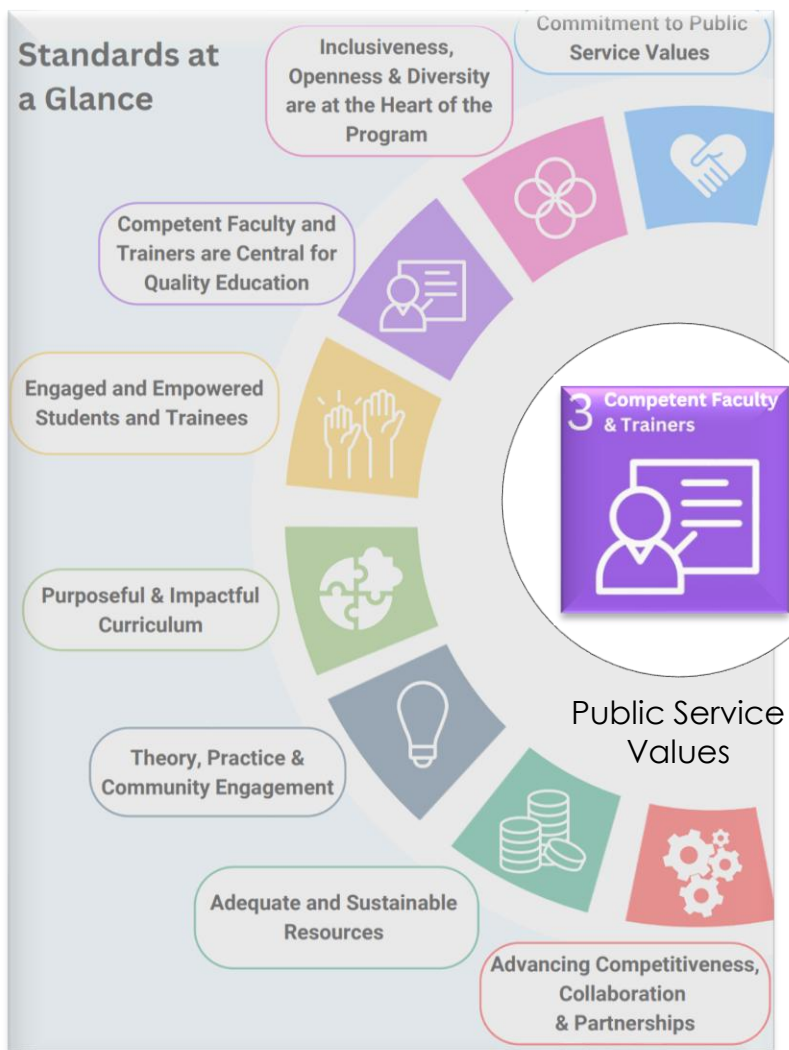 Standards at
a Glance
Commitment to Public
Service Values
Inclusiveness,
Openness & Diversity
are at the Heart of the
Program
Competent Faculty and
Trainers are Central for
Quality Education
Engaged and Empowered
Students and Trainees
Purposeful & Impactful
Curriculum
Theory, Practice &
Community Engagement
Adequate and Sustainable
Resources
Advancing Competitiveness,
Collaboration
& Partnerships
3 Competent Faculty
& Trainers
Public Service
Values